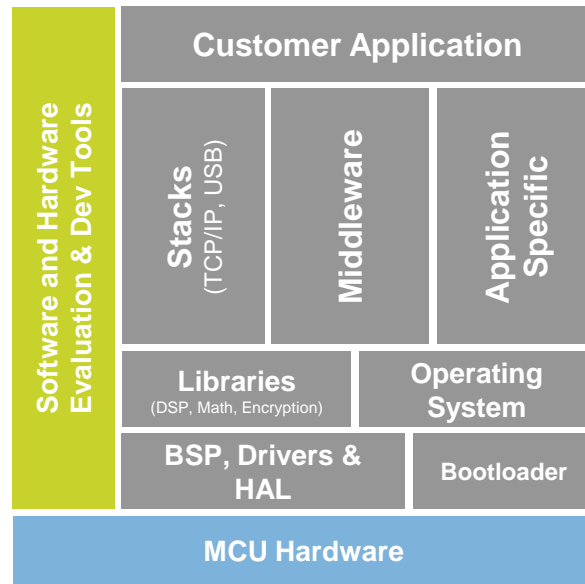 Customer Application
Software and Hardware
Evaluation & Dev Tools
Stacks
(TCP/IP, USB)
Middleware
Application
Specific
Libraries
(DSP, Math, Encryption)
Operating
System
BSP, Drivers &
HAL
Bootloader
MCU Hardware